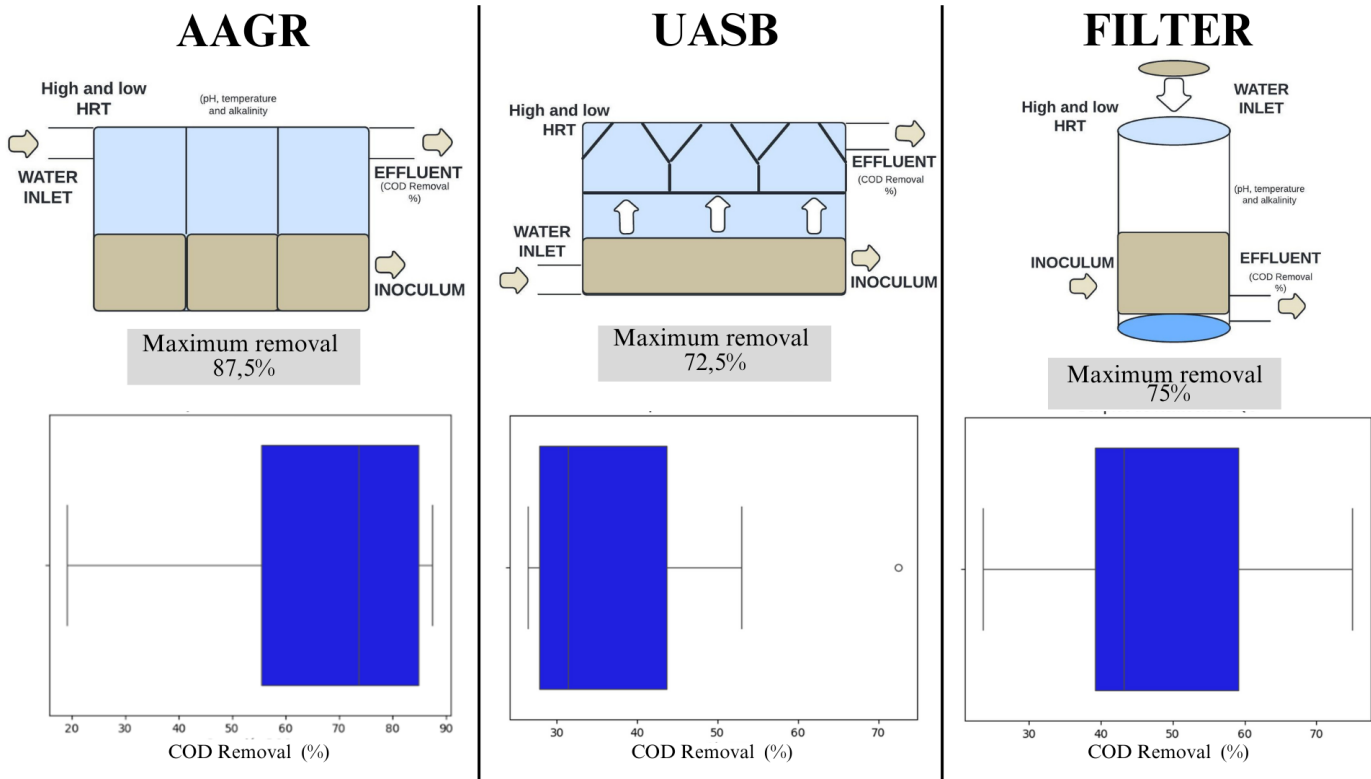 AAGR
High and low
HRT
(pH, temperature
and alkalinity
WATER
INLET
EFFLUENT
(COD Removal
%)
INOCULUM
Maximum removal
87,5%
20 30 40 50 60 70 80 90
COD Removal (%)
UASB
High and low
HRT
EFFLUENT
(COD Removal
%)
WATER
INLET
INOCULUM
Maximum removal
72,5%
30 40 50 60 70
COD Removal (%)
FILTER
WATER
INLET
High and low
HRT
(pH, temperature
and alkalinity
INOCULUM
EFFLUENT
(COD Removal
%)
Maximum removal
75%
30 40 50 60 70
COD Removal (%)